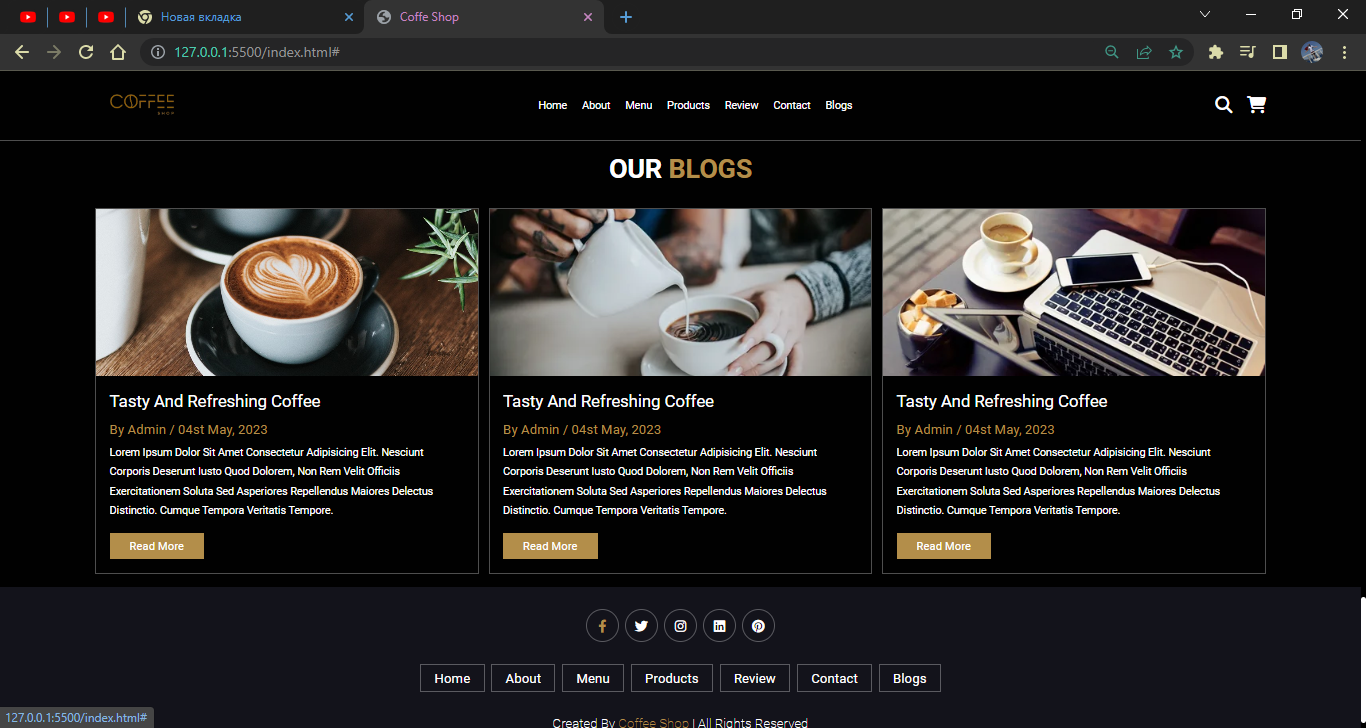 Новая вкладка
Coffe Shop
127.0.0.1:5500/index.html#
COFFEE
SHOP
Home About Menu Products Review Contact Blogs
OUR BLOGS
Tasty And Refreshing Coffee
By Admin / 04st May, 2023
Lorem Ipsum Dolor Sit Amet Consectetur Adipisicing Elit. Nesciunt
Corporis Deserunt Iusto Quod Dolorem, Non Rem Velit Officiis
Exercitationem Soluta Sed Asperiores Repellendus Maiores Delectus
Distinctio. Cumque Tempora Veritatis Tempore.
Read More
Tasty And Refreshing Coffee
By Admin / 04st May, 2023
Lorem Ipsum Dolor Sit Amet Consectetur Adipisicing Elit. Nesciunt
Corporis Deserunt Iusto Quod Dolorem, Non Rem Velit Officiis
Exercitationem Soluta Sed Asperiores Repellendus Maiores Delectus
Distinctio. Cumque Tempora Veritatis Tempore.
Read More
Tasty And Refreshing Coffee
By Admin / 04st May, 2023
Lorem Ipsum Dolor Sit Amet Consectetur Adipisicing Elit. Nesciunt
Corporis Deserunt Iusto Quod Dolorem, Non Rem Velit Officiis
Exercitationem Soluta Sed Asperiores Repellendus Maiores Delectus
Distinctio. Cumque Tempora Veritatis Tempore.
Read More
Home About Menu Products Review Contact Blogs
Created By Coffee Shop | All Rights Reserved
127.0.0.1:5500/index.html#